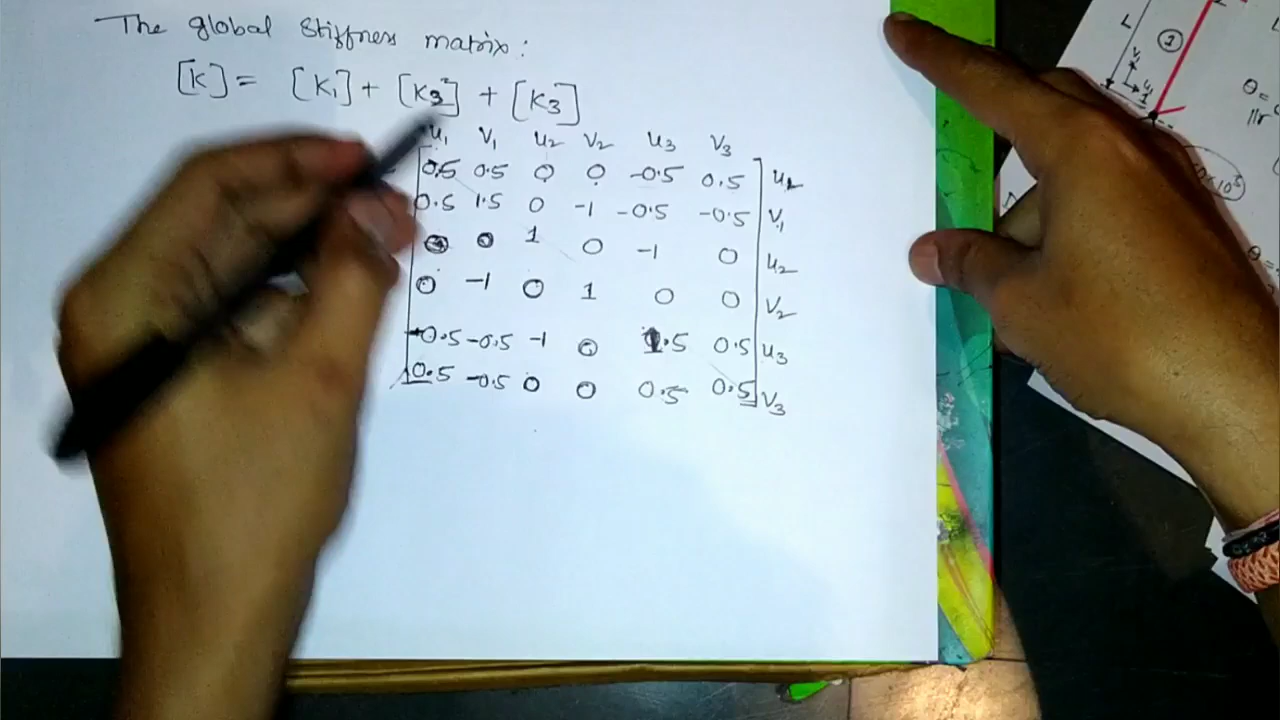 The global stiffness matrix:
[K] = [K₁] + [K₂] + [K₃]
u₁ v₁ u₂ v₂ u₃ v₃
0.5 0.5 0 0 -0.5 0.5 u₁
0.5 1.5 0 -1 -0.5 -0.5 v₁
0 0 1 0 -1 0 u₂
0 -1 0 1 0 0 v₂
-0.5 -0.5 -1 0 1.5 0.5 u₃
0.5 -0.5 0 0 0.5 0.5 v₃
L
②
θ =